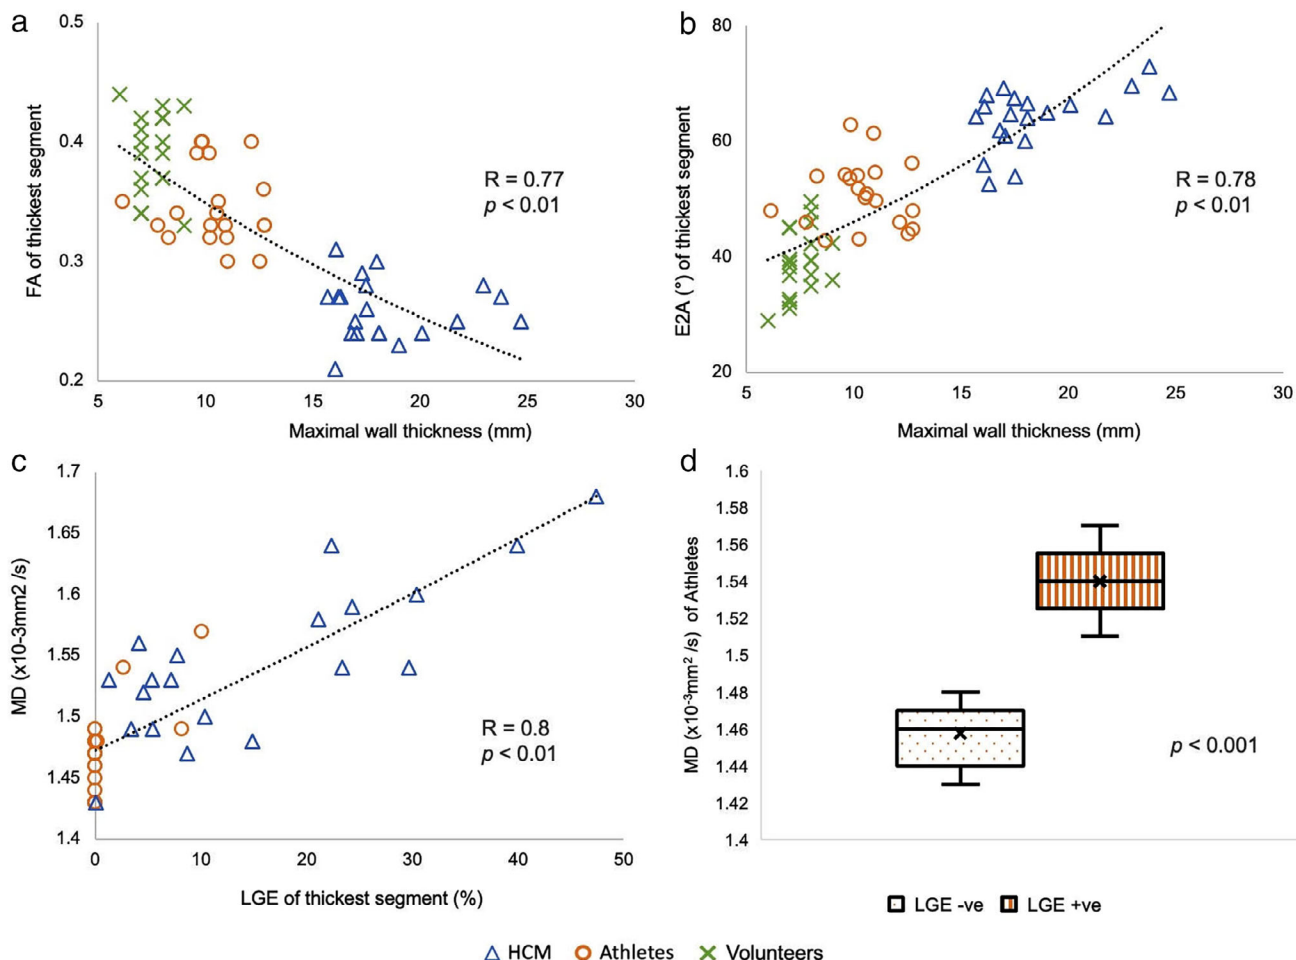 a
0.5
0.4
0.3
0.2
FA of thickest segment
R = 0.77
p < 0.01
5 10 15 20 25 30
Maximal wall thickness (mm)
b
80
60
40
20
E2A (°) of thickest segment
R = 0.78
p < 0.01
5 10 15 20 25 30
Maximal wall thickness (mm)
c
1.7
1.65
1.6
1.55
1.5
1.45
1.4
MD (x10-3mm2 /s)
R = 0.8
p < 0.01
0 10 20 30 40 50
LGE of thickest segment (%)
d
1.6
1.58
1.56
1.54
1.52
1.5
1.48
1.46
1.44
1.42
1.4
MD (x10⁻³mm² /s) of Athletes
p < 0.001
LGE -ve LGE +ve
HCM Athletes Volunteers